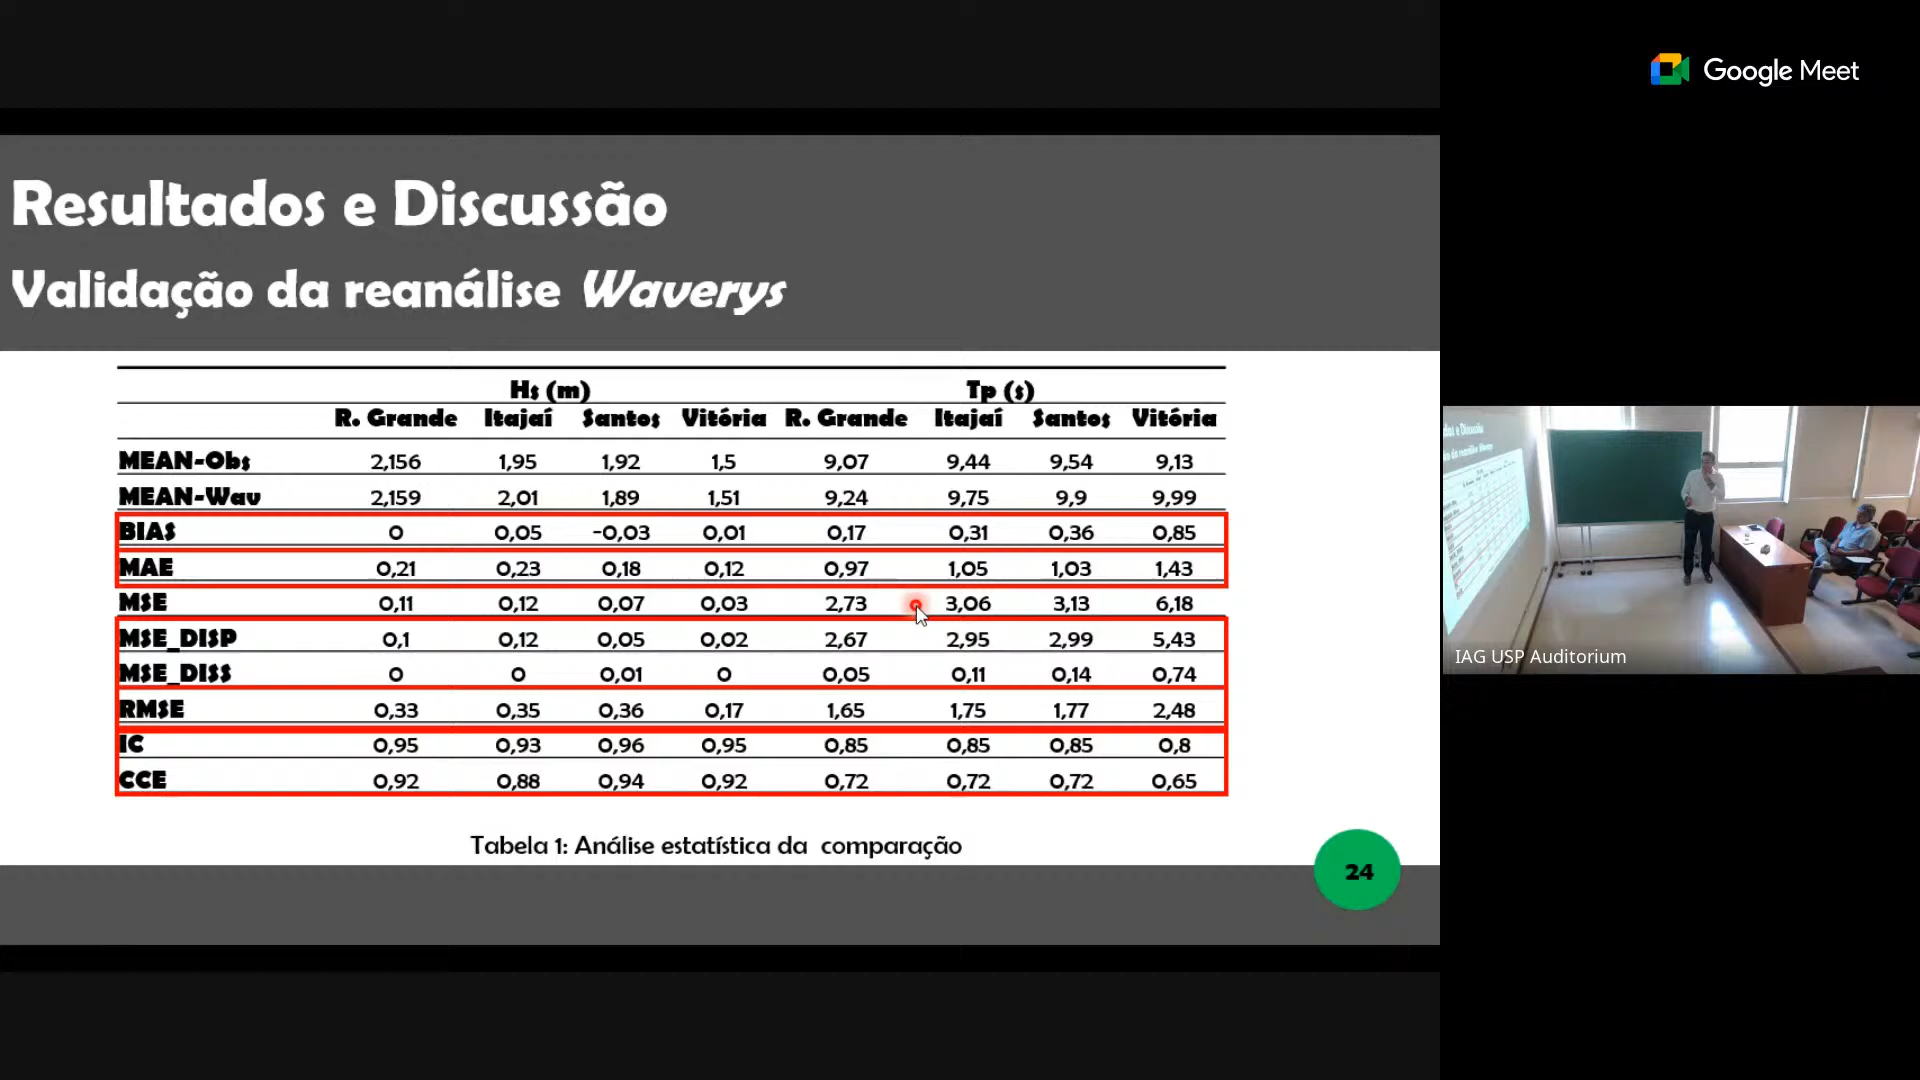 Google Meet
Resultados e Discussão
Validação da reanálise Waverys
Hs (m) Tp (s)
R. Grande Itajaí Santos Vitória R. Grande Itajaí Santos Vitória
MEAN-Obs 2,156 1,95 1,92 1,5 9,07 9,44 9,54 9,13
MEAN-Wav 2,159 2,01 1,89 1,51 9,24 9,75 9,9 9,99
BIAS 0 0,05 -0,03 0,01 0,17 0,31 0,36 0,85
MAE 0,21 0,23 0,18 0,12 0,97 1,05 1,03 1,43
MSE 0,11 0,12 0,07 0,03 2,73 3,06 3,13 6,18
MSE_DISP 0,1 0,12 0,05 0,02 2,67 2,95 2,99 5,43
MSE_DISS 0 0 0,01 0 0,05 0,11 0,14 0,74
RMSE 0,33 0,35 0,36 0,17 1,65 1,75 1,77 2,48
IC 0,95 0,93 0,96 0,95 0,85 0,85 0,85 0,8
CCE 0,92 0,88 0,94 0,92 0,72 0,72 0,72 0,65
Tabela 1: Análise estatística da comparação
24
IAG USP Auditorium